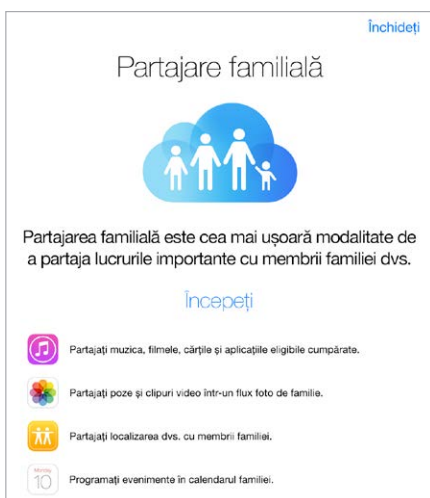 Închideți
Partajare familială
Partajarea familială este cea mai ușoară modalitate de
a partaja lucrurile importante cu membrii familiei dvs.
Începeți
Partajați muzica, filmele, cărțile și aplicațiile eligibile cumpărate.
Partajați poze și clipuri video într-un flux foto de familie.
Partajați localizarea dvs. cu membrii familiei.
Monday
10
Programați evenimente în calendarul familiei.